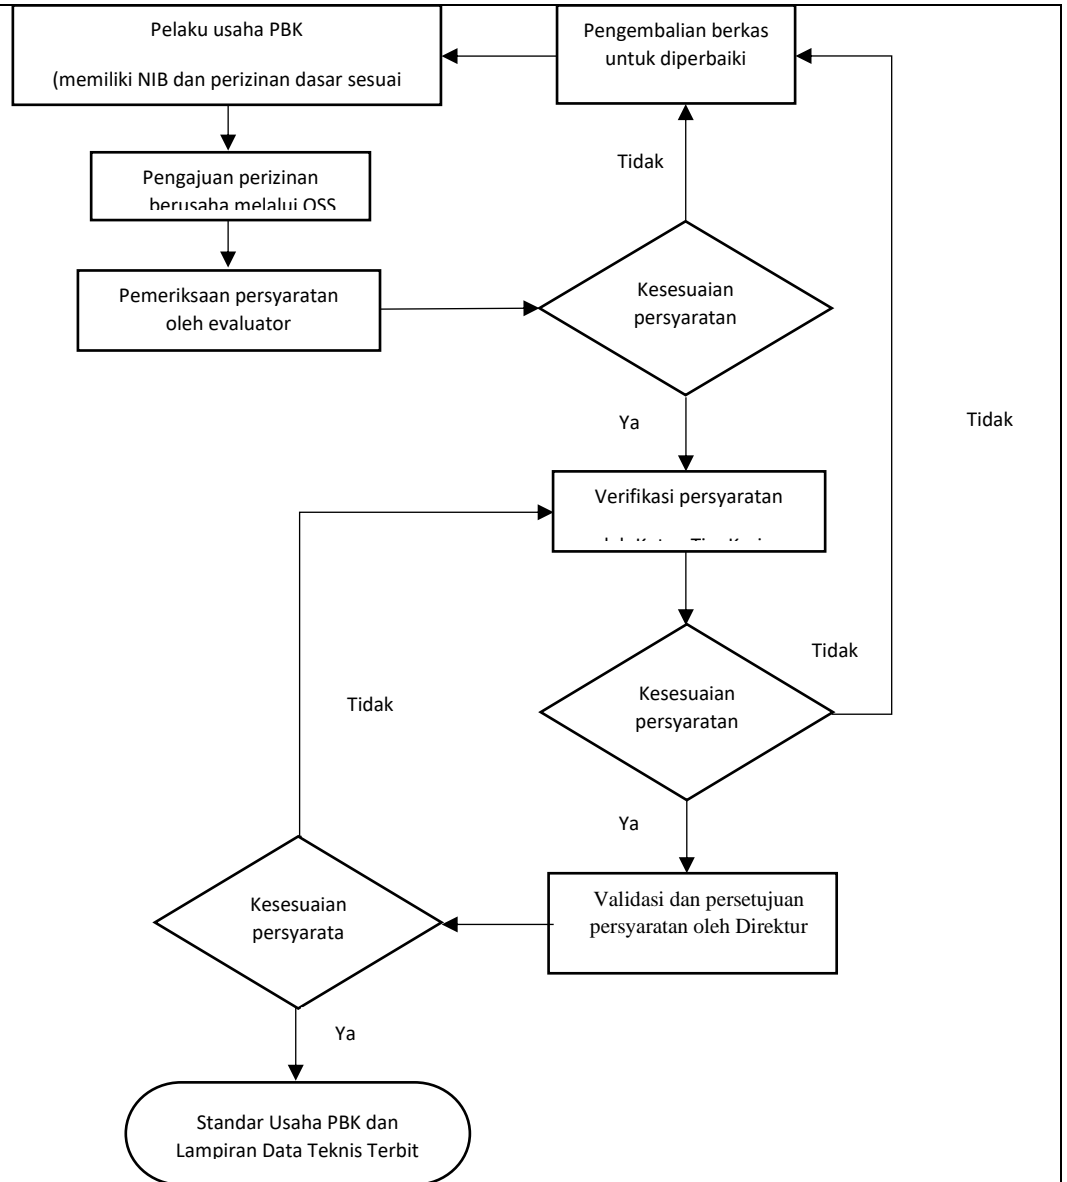 Pelaku usaha PBK
(memiliki NIB dan perizinan dasar sesuai
Pengembalian berkas
untuk diperbaiki
Tidak
Pengajuan perizinan
berusaha melalui OSS
Pemeriksaan persyaratan
oleh evaluator
Kesesuaian
persyaratan
Ya
Tidak
Verifikasi persyaratan
Kesesuaian
persyaratan
Tidak
Tidak
Ya
Validasi dan persetujuan
persyaratan oleh Direktur
Kesesuaian
persyarata
Ya
Standar Usaha PBK dan
Lampiran Data Teknis Terbit